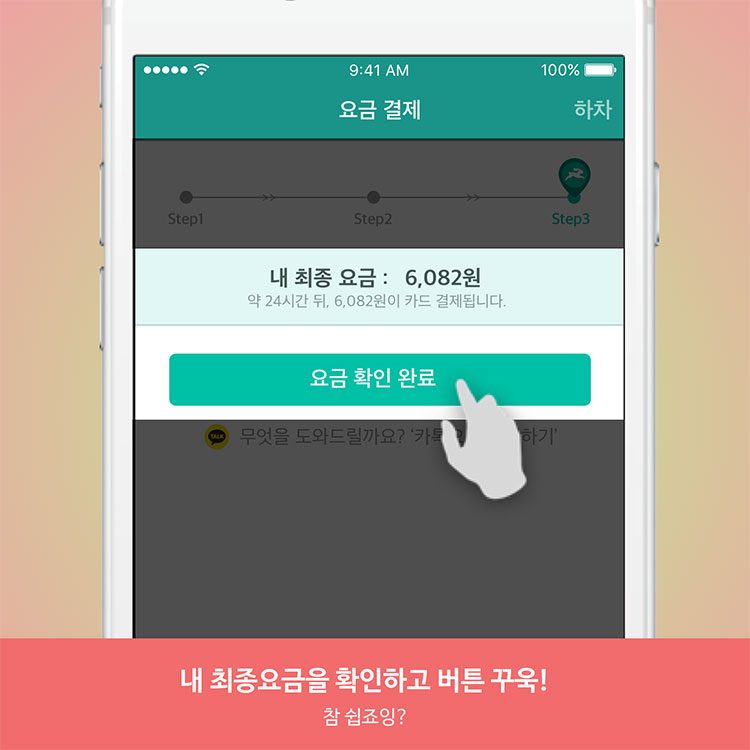 9:41 AM
100%
요금 결제
하차
Step1
Step2
Step3
내 최종 요금 : 6,082원
약 24시간 뒤, 6,082원이 카드 결제됩니다.
요금 확인 완료
TALK
무엇을 도와드릴까요? ‘카톡 하기’
내 최종요금을 확인하고 버튼 꾸욱!
참 쉽죠잉?